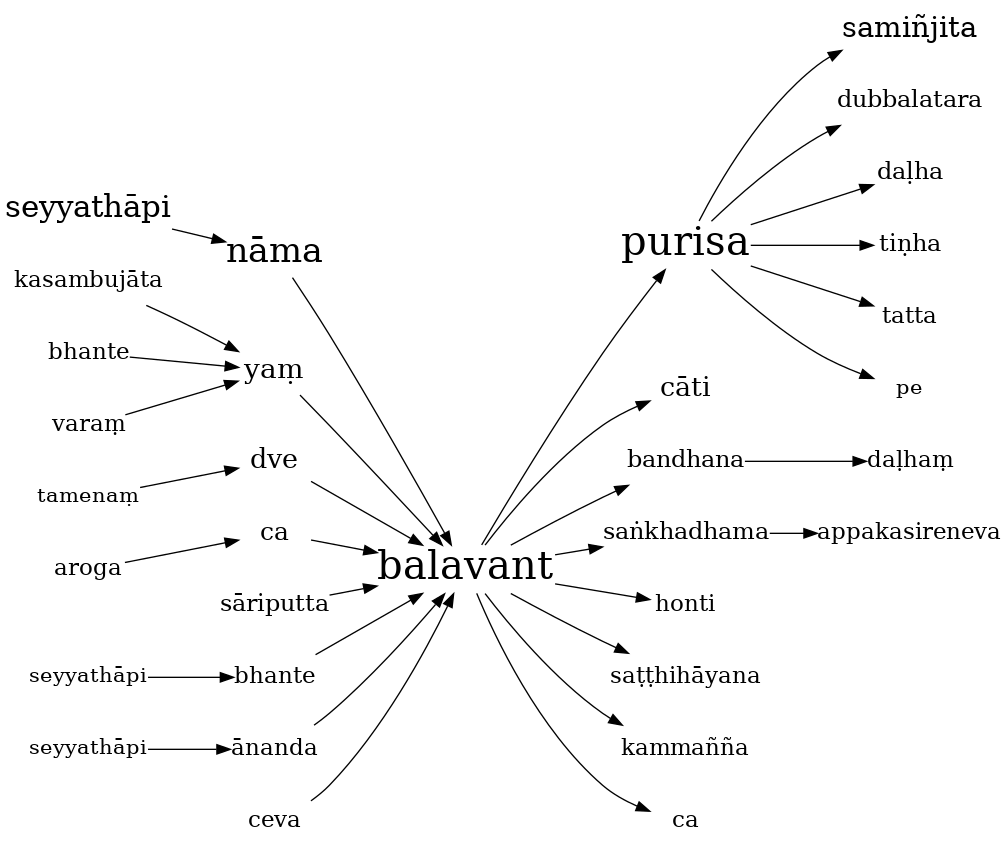 samiñjita
dubbalatara
daḷha
seyyathāpi
purisa
tiṇha
nāma
kasambujāta
tatta
bhante
yaṃ
cāti
pe
varaṃ
dve
bandhana
daḷhaṃ
tamenaṃ
ca
saṅkhadhama
appakasireneva
aroga
balavant
sāriputta
honti
seyyathāpi
bhante
saṭṭhihāyana
seyyathāpi
ānanda
kammañña
ceva
ca